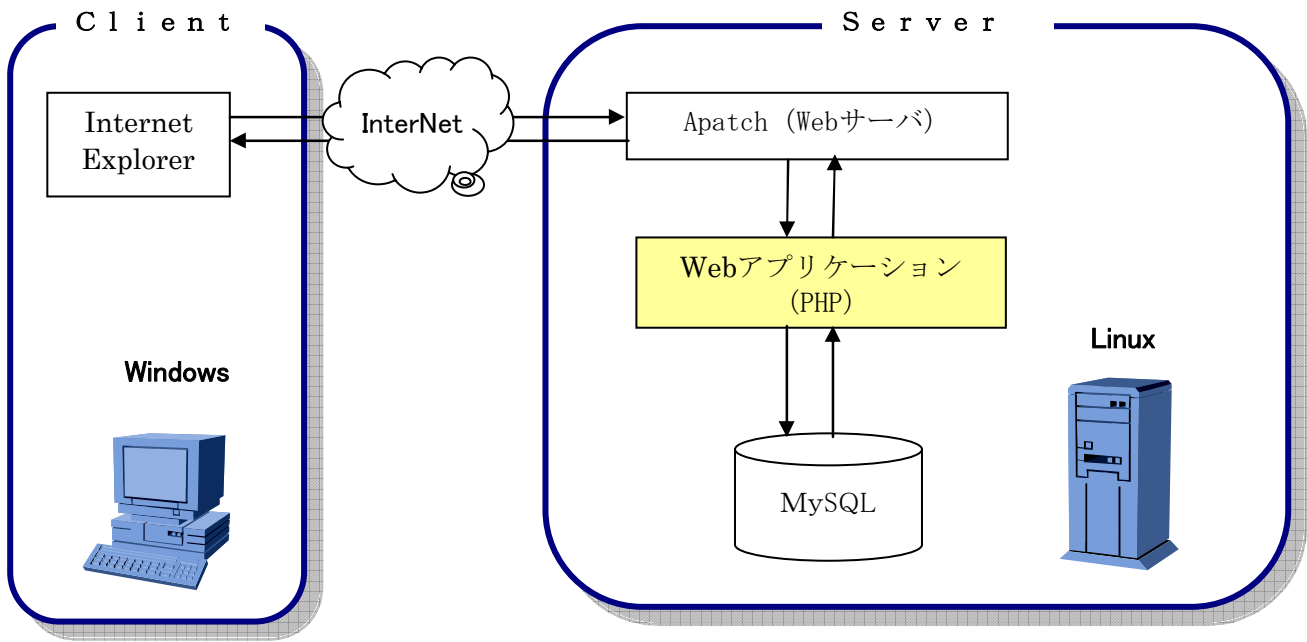 Client
Server
Internet
Explorer
InterNet
Apatch (Webサーバ)
Webアプリケーション
(PHP)
Windows
Linux
MySQL